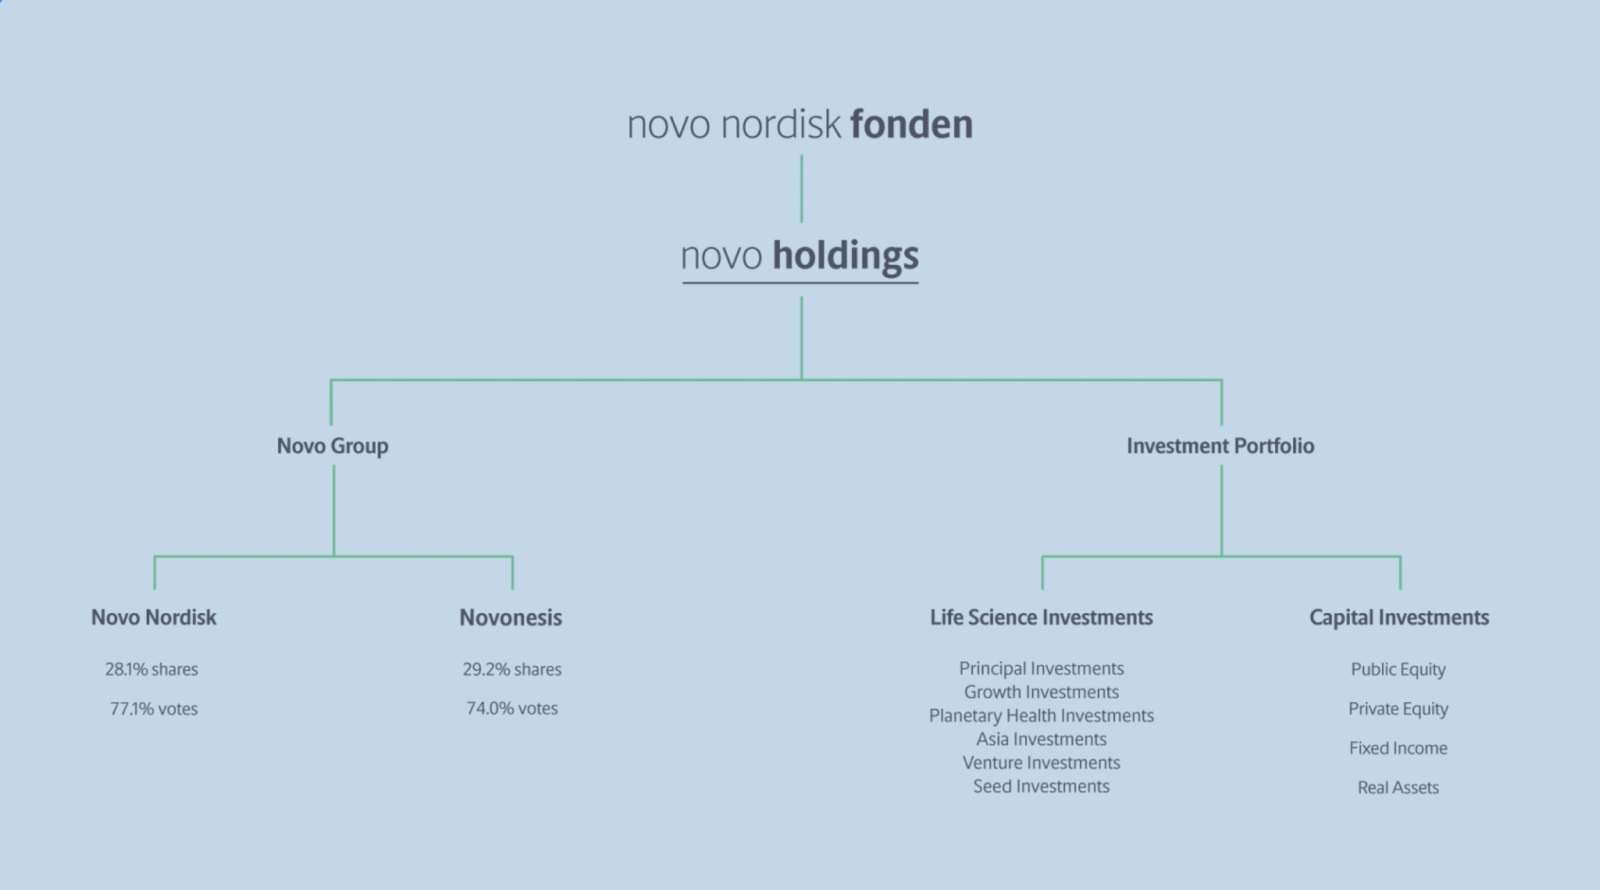 novo nordisk fonden
novo holdings
Novo Group
Investment Portfolio
Novo Nordisk
28.1% shares
77.1% votes
Novonesis
29.2% shares
74.0% votes
Life Science Investments
Principal Investments
Growth Investments
Planetary Health Investments
Asia Investments
Venture Investments
Seed Investments
Capital Investments
Public Equity
Private Equity
Fixed Income
Real Assets